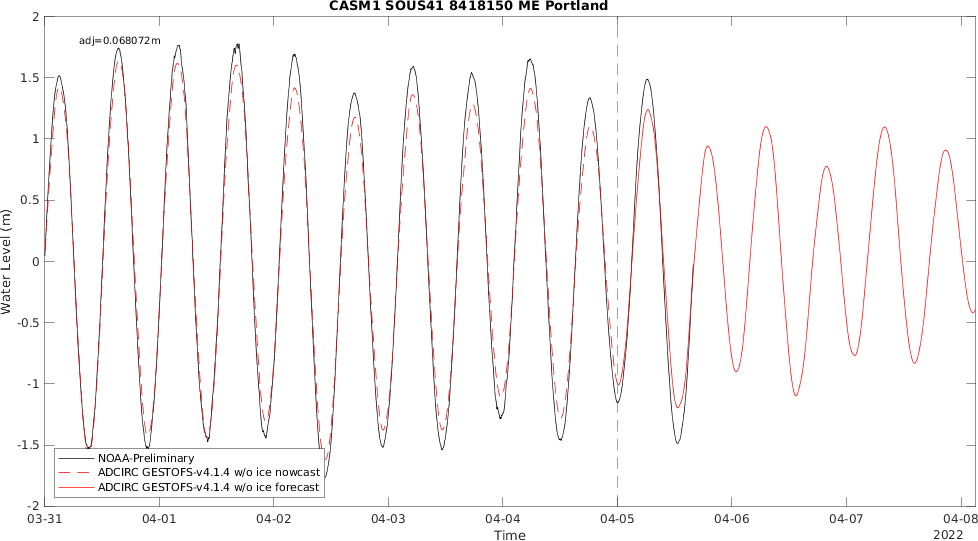 CASM1 SOUS41 8418150 ME Portland
adj=0.068072m
2
1.5
1
0.5
0
-0.5
-1
-1.5
-2
Water Level (m)
NOAA-Preliminary
ADCIRC GESTOFS-v4.1.4 w/o ice nowcast
ADCIRC GESTOFS-v4.1.4 w/o ice forecast
03-31 04-01 04-02 04-03 04-04 04-05 04-06 04-07 04-08
Time
2022